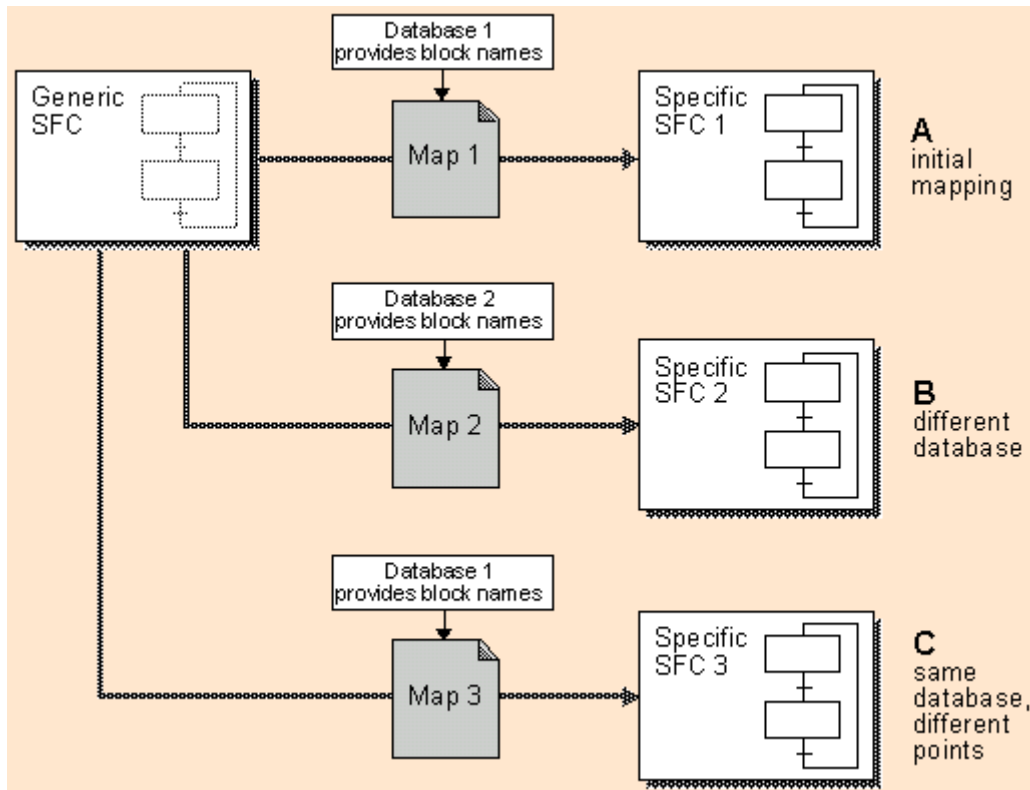 Database 1
provides block names
Generic
SFC
Map 1
Specific
SFC 1
A
initial
mapping
Database 2
provides block names
Map 2
Specific
SFC 2
B
different
database
Database 1
provides block names
Map 3
Specific
SFC 3
C
same
database,
different
points